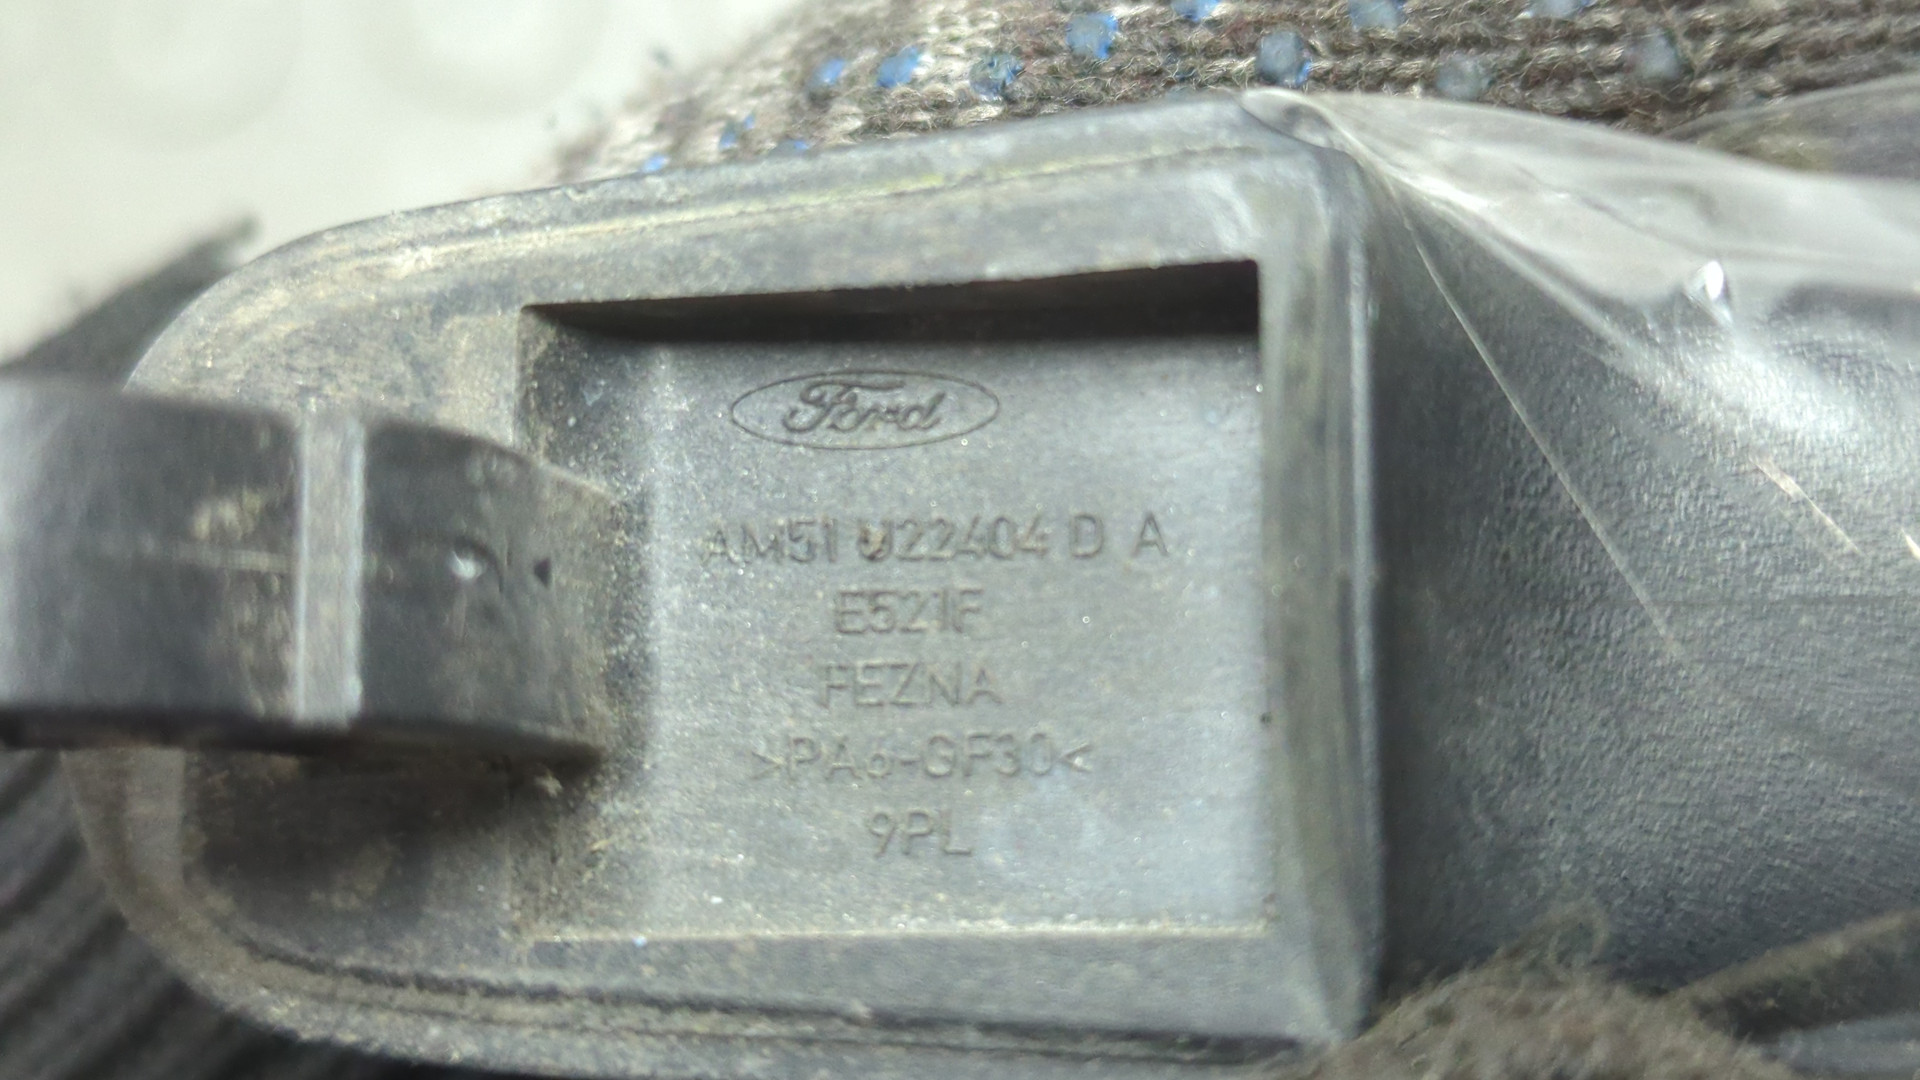 Ford
AM51 U22404 D A
E521F
FEZNA
>PA6-GF30<
9PL